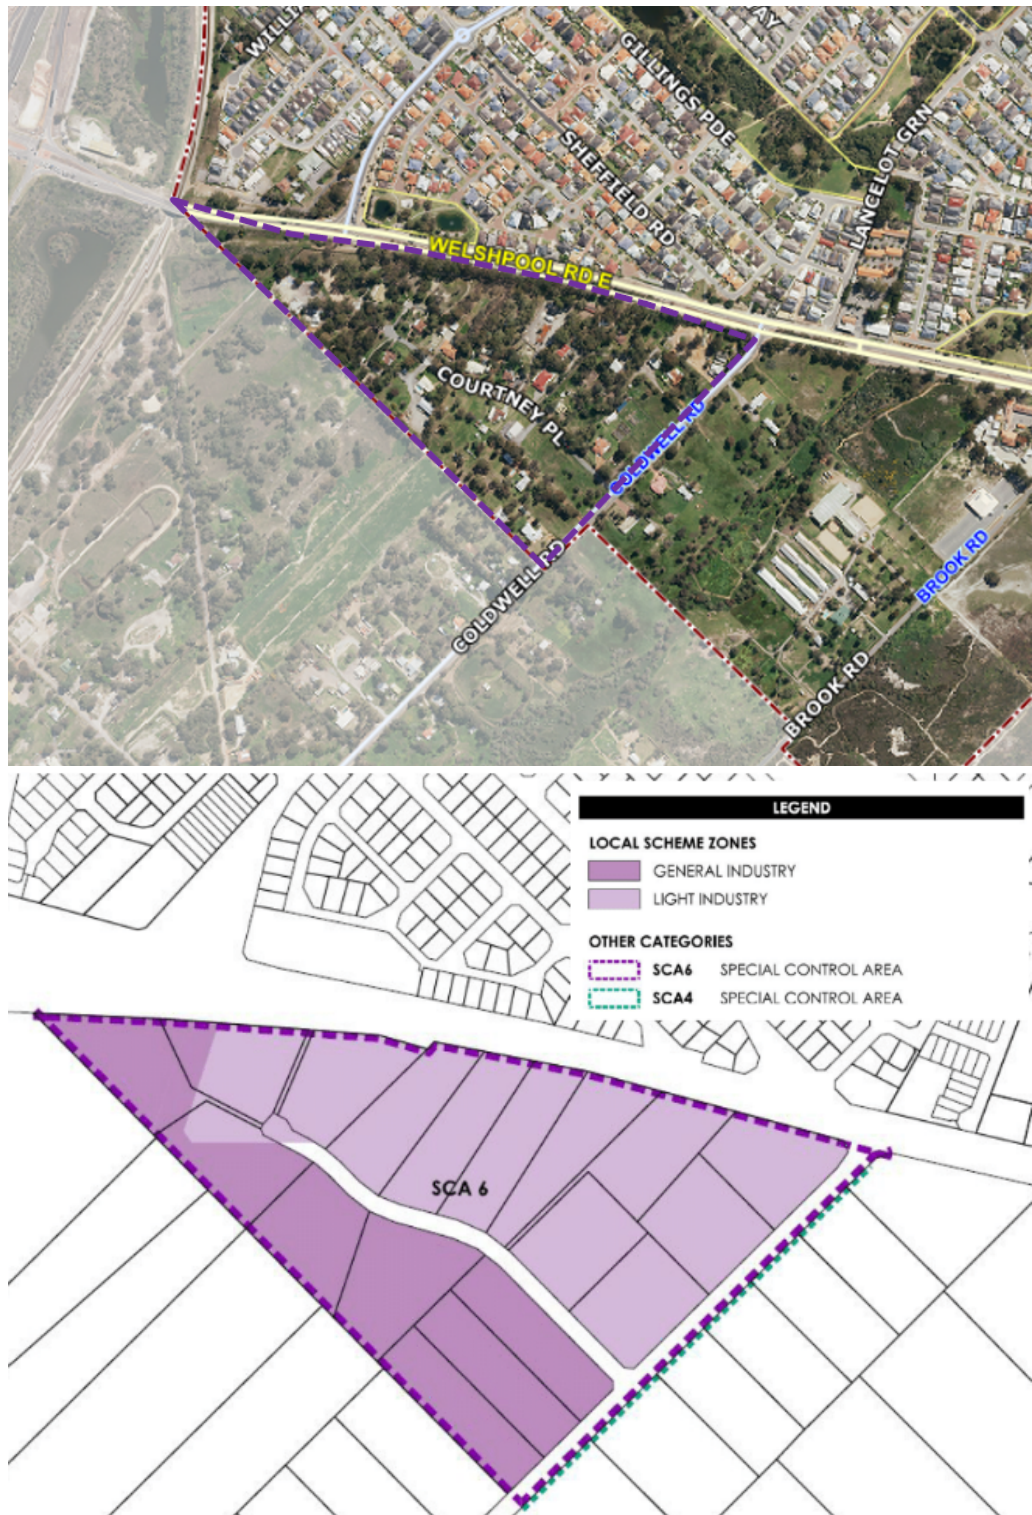 WILLIA
WAY
GILLINGS PDE
SHEFFIELD RD
LANCELOT GRN
WELSHPOOL RD E
COURTNEY PL
COLDWELL RD
COLDWELL RD
BROOK RD
BROOK RD
LEGEND
LOCAL SCHEME ZONES
GENERAL INDUSTRY
LIGHT INDUSTRY
OTHER CATEGORIES
SCA6 SPECIAL CONTROL AREA
SCA4 SPECIAL CONTROL AREA
SCA 6